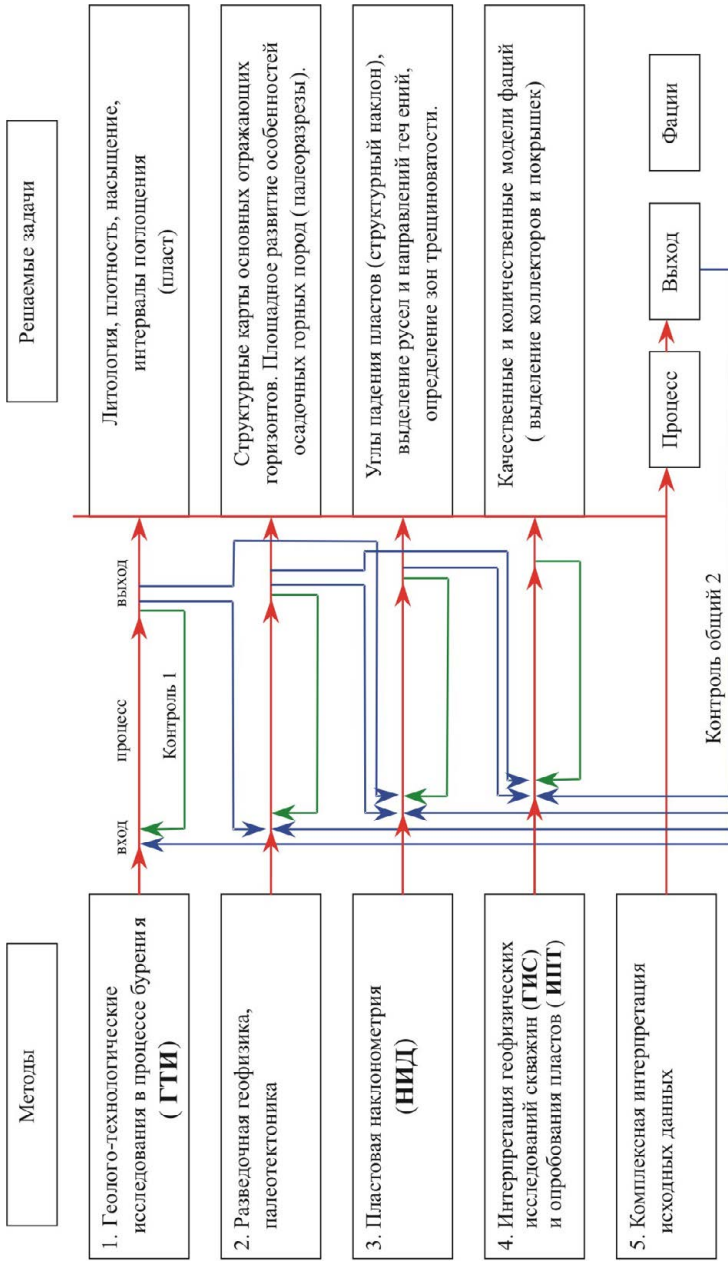 Методы
Решаемые задачи
1. Геолого-технологические
исследования в процессе бурения
( ГТИ)
вход
процесс
выход
Контроль 1
Литология, плотность, насыщение,
интервалы поглощения
(пласт)
2. Разведочная геофизика,
палеотектоника
Структурные карты основных отражающих
горизонтов. Площадное развитие особенностей
осадочных горных пород ( палеоразрезы).
3. Пластовая наклонометрия
(НИД)
Углы падения пластов (структурный наклон),
выделение русел и направлений теч ений,
определение зон трещиноватости.
4. Интерпретация геофизических
исследований скважин (ГИС)
и опробования пластов ( ИПТ)
Качественные и количественные модели фаций
( выделение коллекторов и покрышек)
5. Комплексная интерпретация
исходных данных
Процесс
Выход
Фации
Контроль общий 2